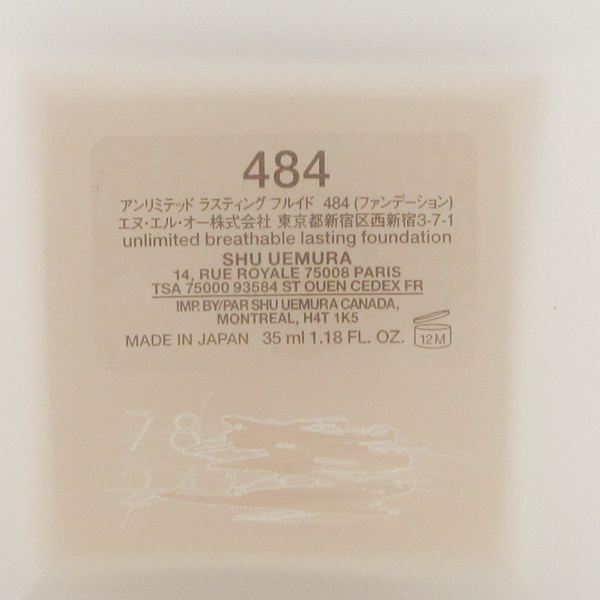 484
アンリミテッド ラスティング フルイド 484 (ファンデーション)
エヌ・エル・オー株式会社 東京都新宿区西新宿3-7-1
unlimited breathable lasting foundation
SHU UEMURA
14, RUE ROYALE 75008 PARIS
TSA 75000 93584 ST OUEN CEDEX FR
IMP. BY/PAR SHU UEMURA CANADA,
MONTREAL, H4T 1K5
MADE IN JAPAN 35 ml 1.18 FL. OZ. 12M
78